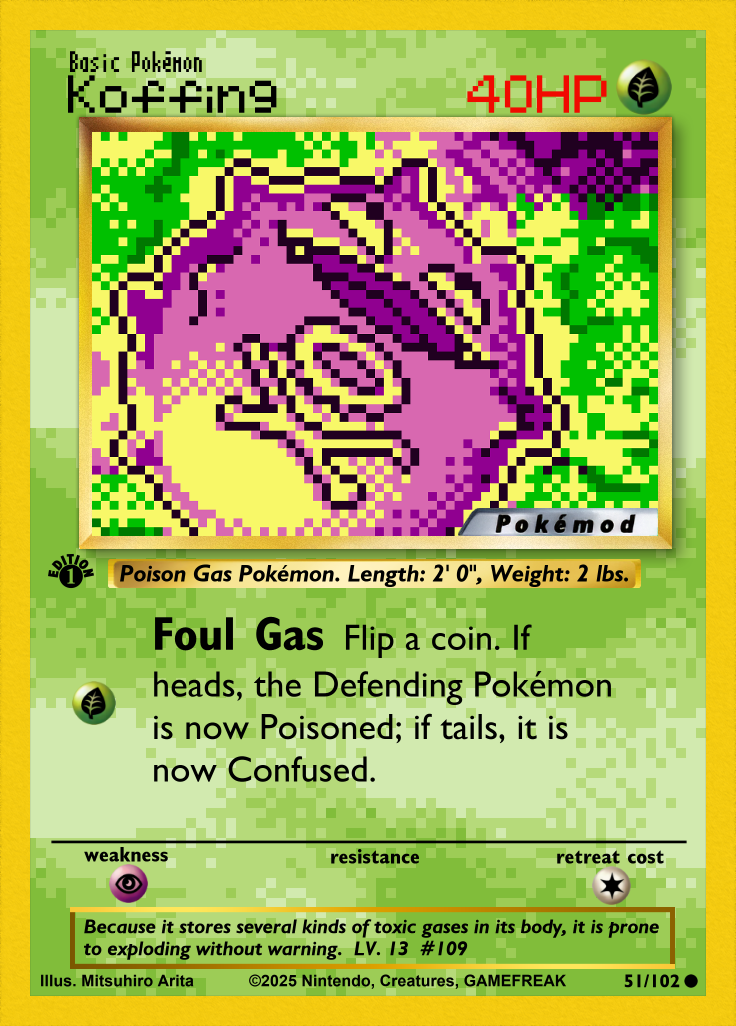 Basic Pokémon
Koffing 40HP
Pokémod
EDITION 1
Poison Gas Pokémon. Length: 2' 0", Weight: 2 lbs.
Foul Gas Flip a coin. If
heads, the Defending Pokémon
is now Poisoned; if tails, it is
now Confused.
weakness resistance retreat cost
Because it stores several kinds of toxic gases in its body, it is prone
to exploding without warning. LV. 13 #109
Illus. Mitsuhiro Arita ©2025 Nintendo, Creatures, GAMEFREAK 51/102